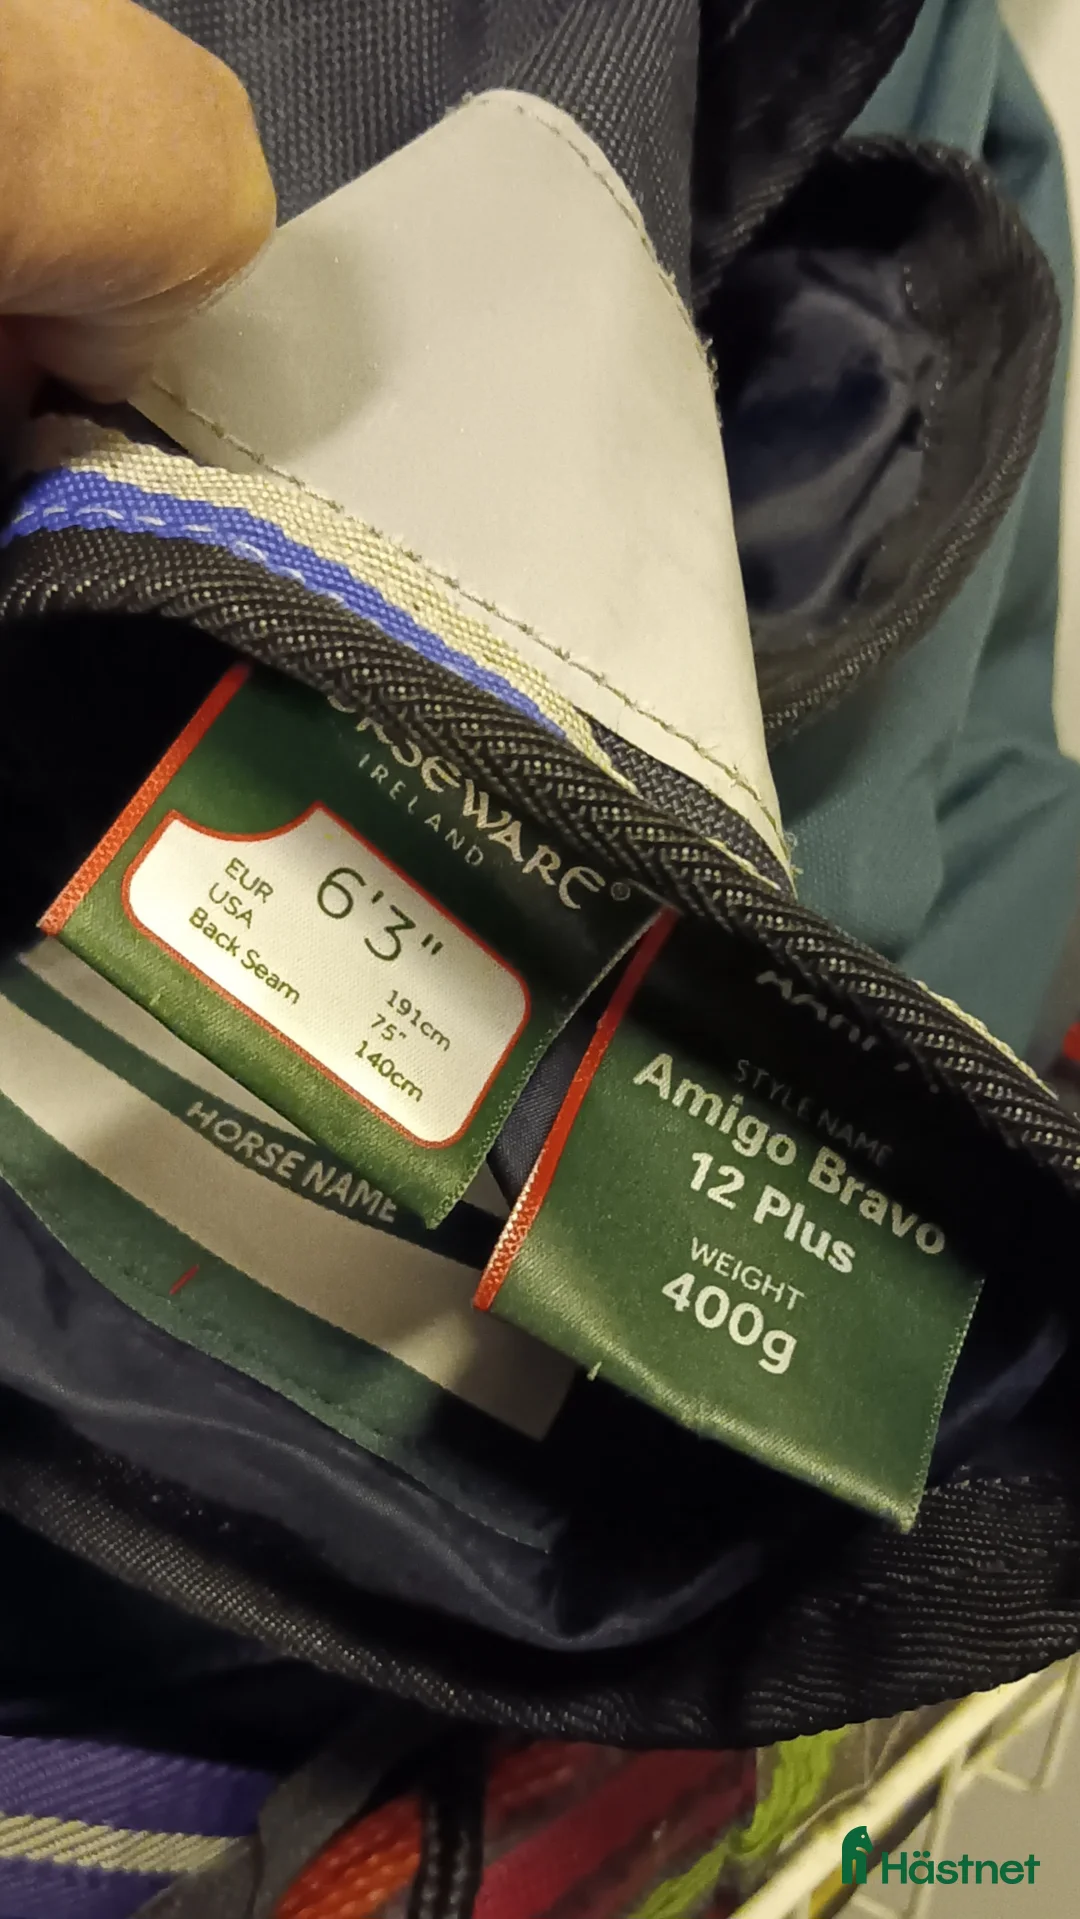 HORSEWARE®
IRELAND
6'3"
EUR 191cm
USA 75"
Back Seam 140cm
HORSE NAME
STYLE NAME
Amigo Bravo
12 Plus
WEIGHT
400g
Hästnet